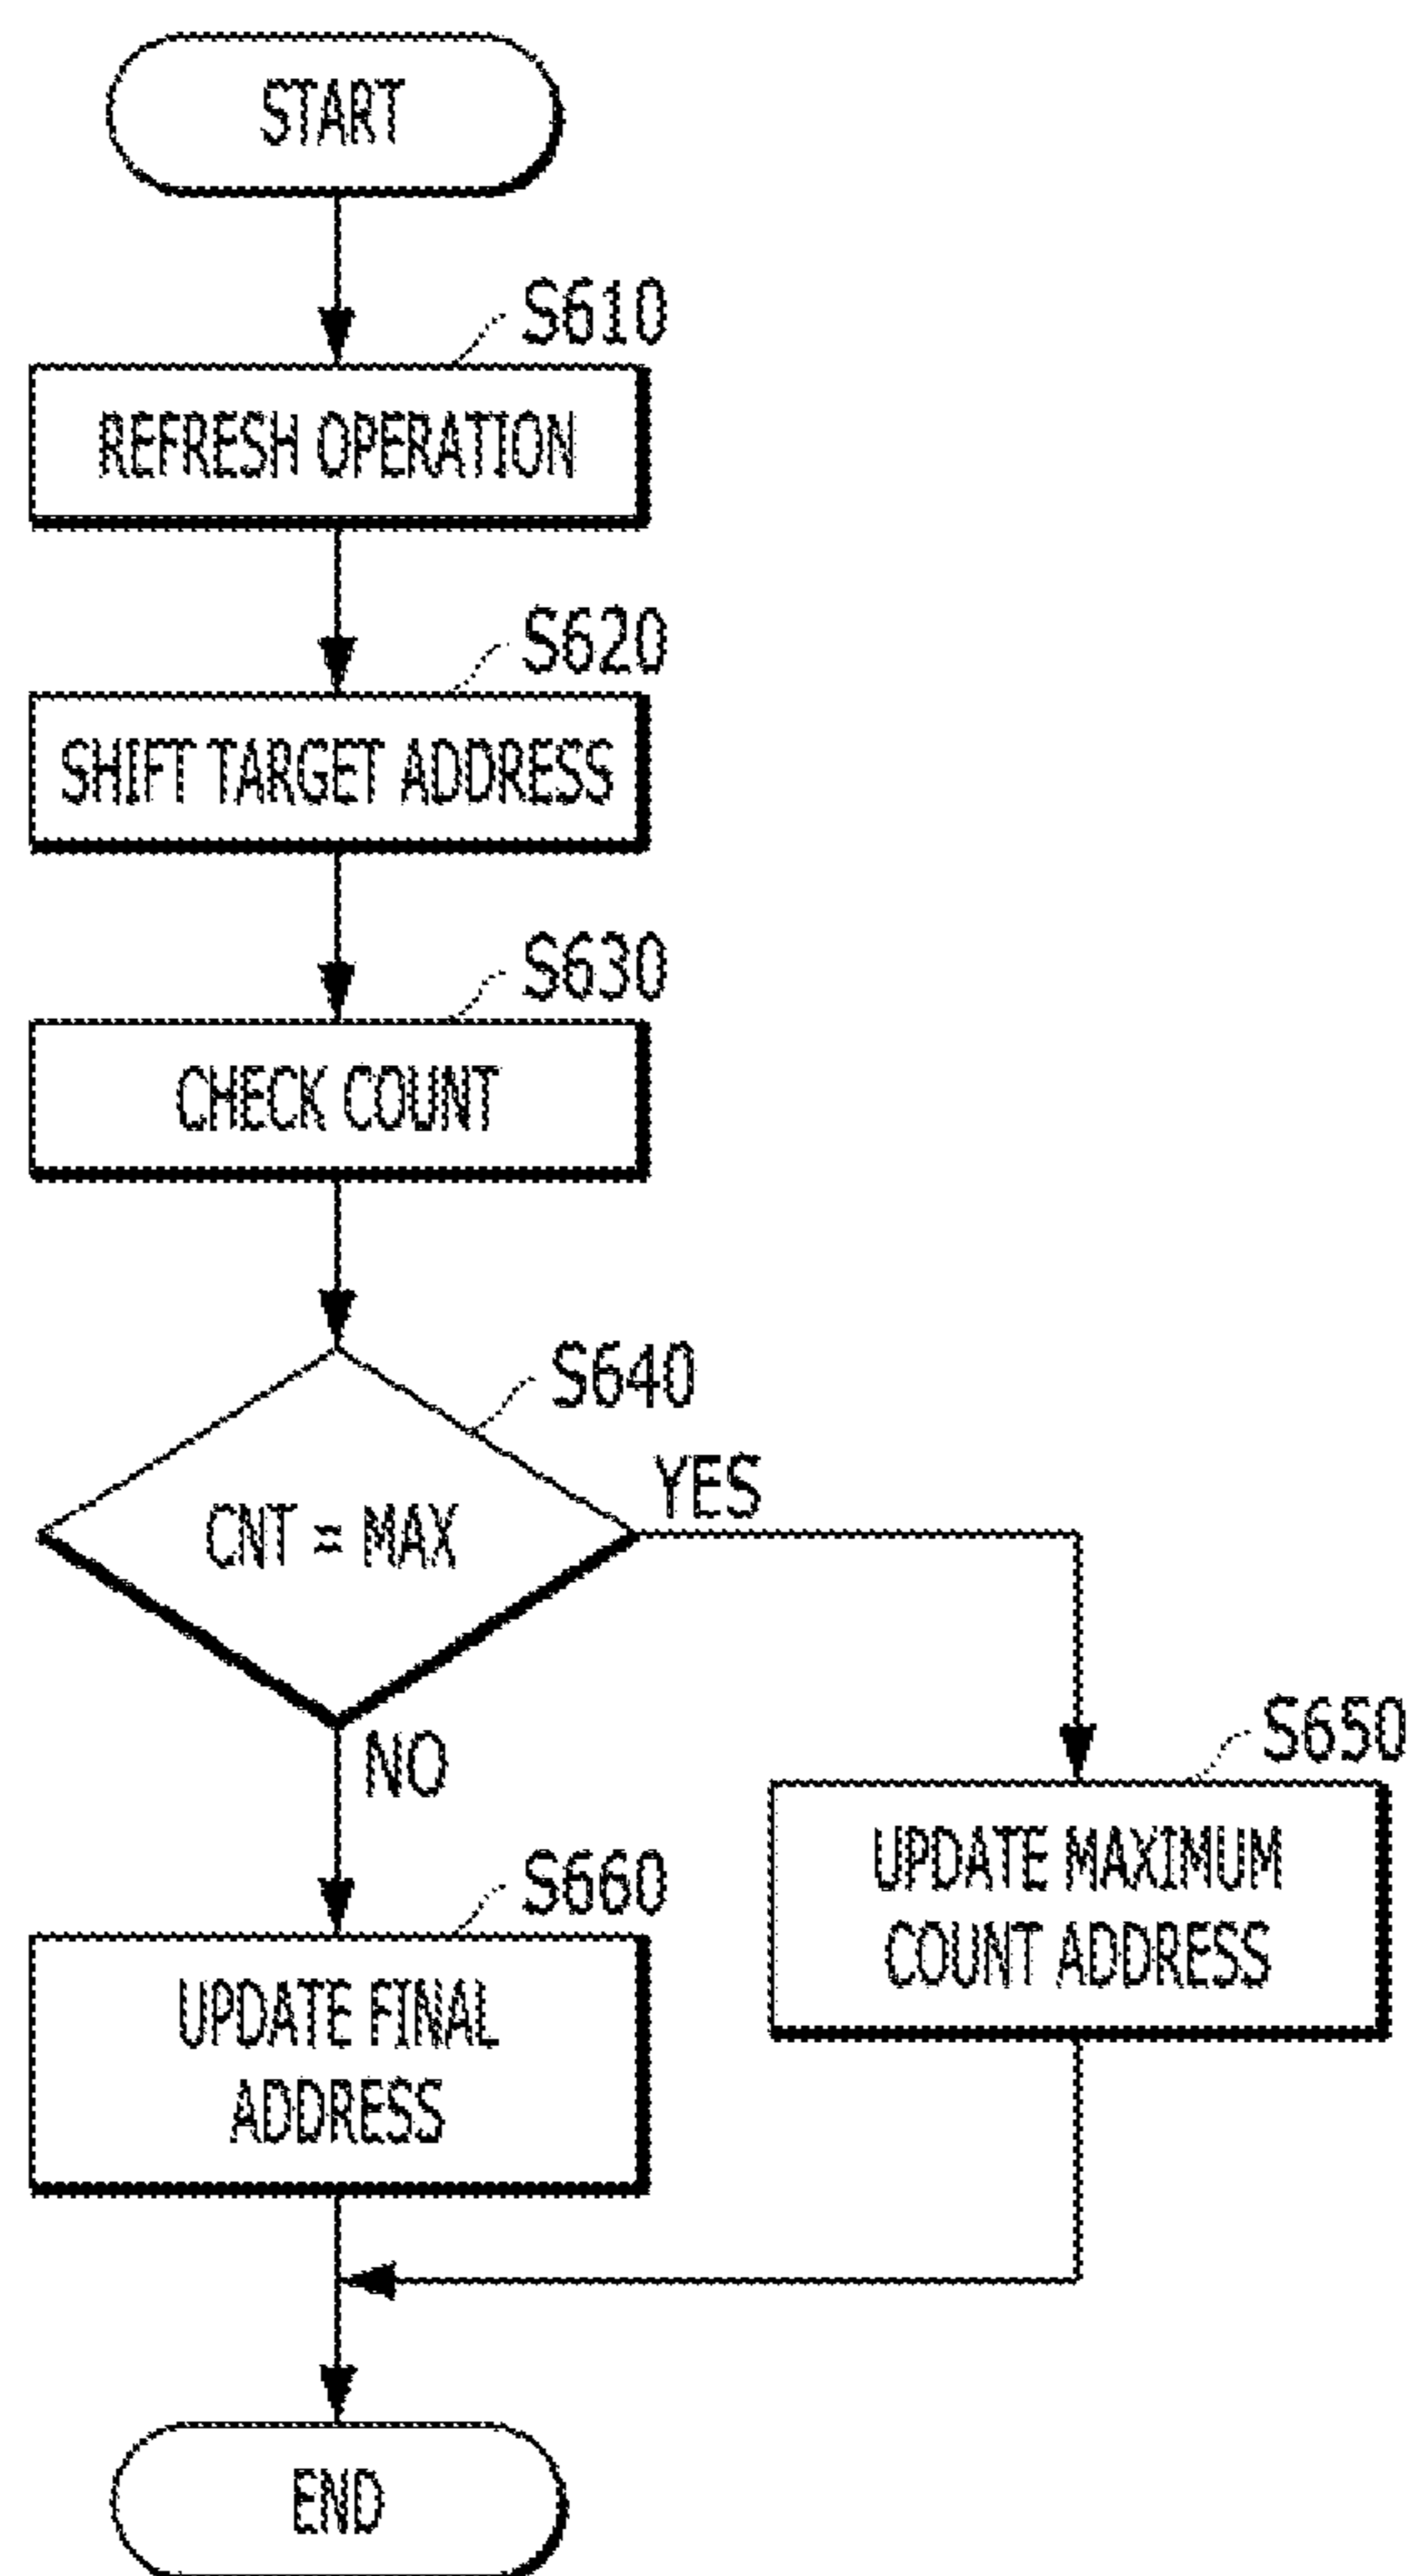 START
S610
REFRESH OPERATION
S620
SHIFT TARGET ADDRESS
S630
CHECK COUNT
S640
CNT = MAX
YES
NO
S650
UPDATE MAXIMUM
COUNT ADDRESS
S660
UPDATE FINAL
ADDRESS
END